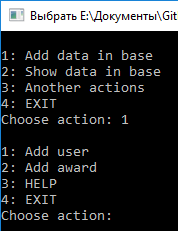 Выбрать E:\Документы\Git
1: Add data in base
2: Show data in base
3: Another actions
4: EXIT
Choose action: 1
1: Add user
2: Add award
3: HELP
4: EXIT
Choose action: